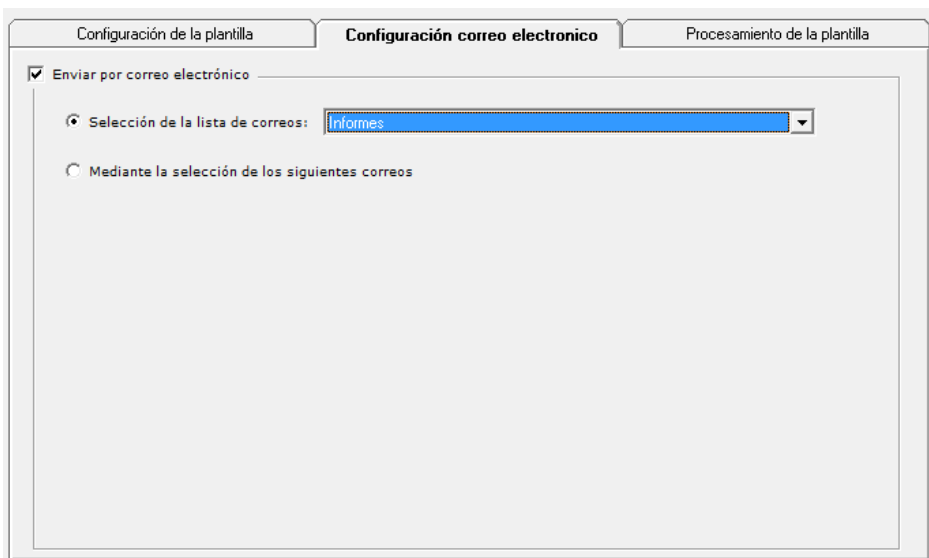 Configuración de la plantilla
Configuración correo electronico
Procesamiento de la plantilla
Enviar por correo electrónico
Selección de la lista de correos:
Informes
Mediante la selección de los siguientes correos